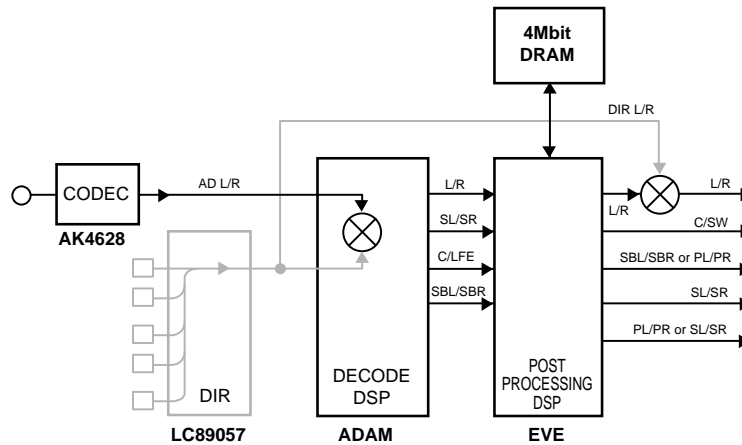 4Mbit
DRAM
DIR L/R
CODEC
AD L/R
L/R
L/R
L/R
AK4628
SL/SR
C/SW
C/LFE
SBL/SBR or PL/PR
SBL/SBR
SL/SR
PL/PR or SL/SR
DIR
DECODE
DSP
POST
PROCESSING
DSP
LC89057
ADAM
EVE